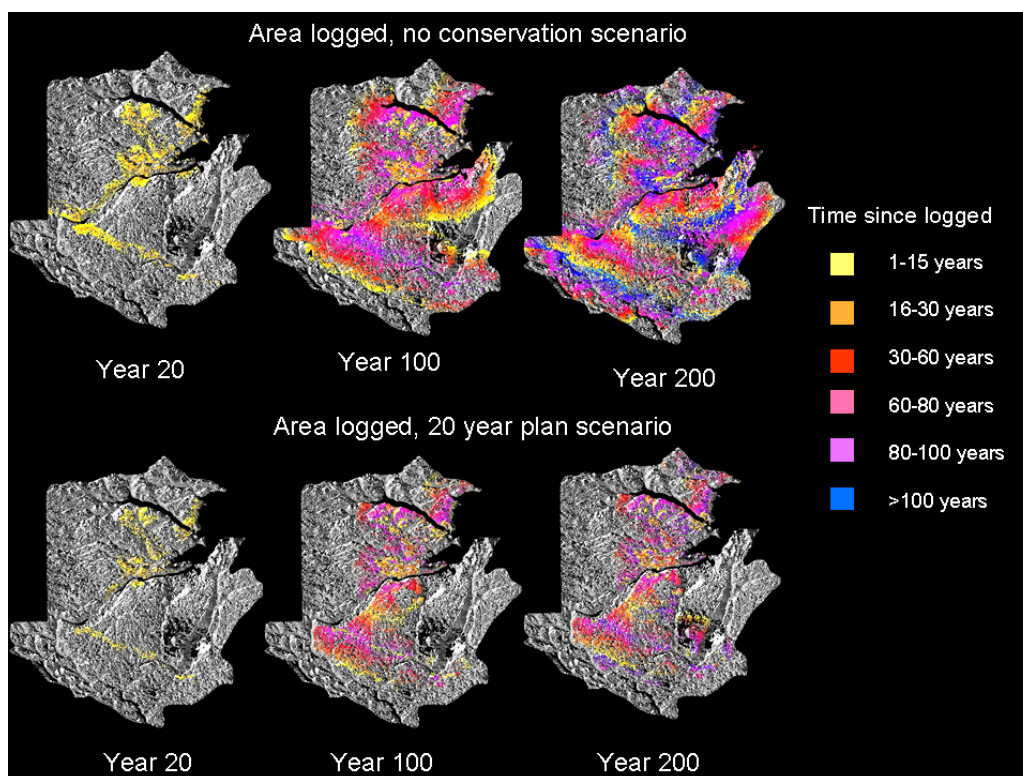 Area logged, no conservation scenario
Year 20
Year 100
Year 200
Area logged, 20 year plan scenario
Year 20
Year 100
Year 200
Time since logged
1-15 years
16-30 years
30-60 years
60-80 years
80-100 years
>100 years